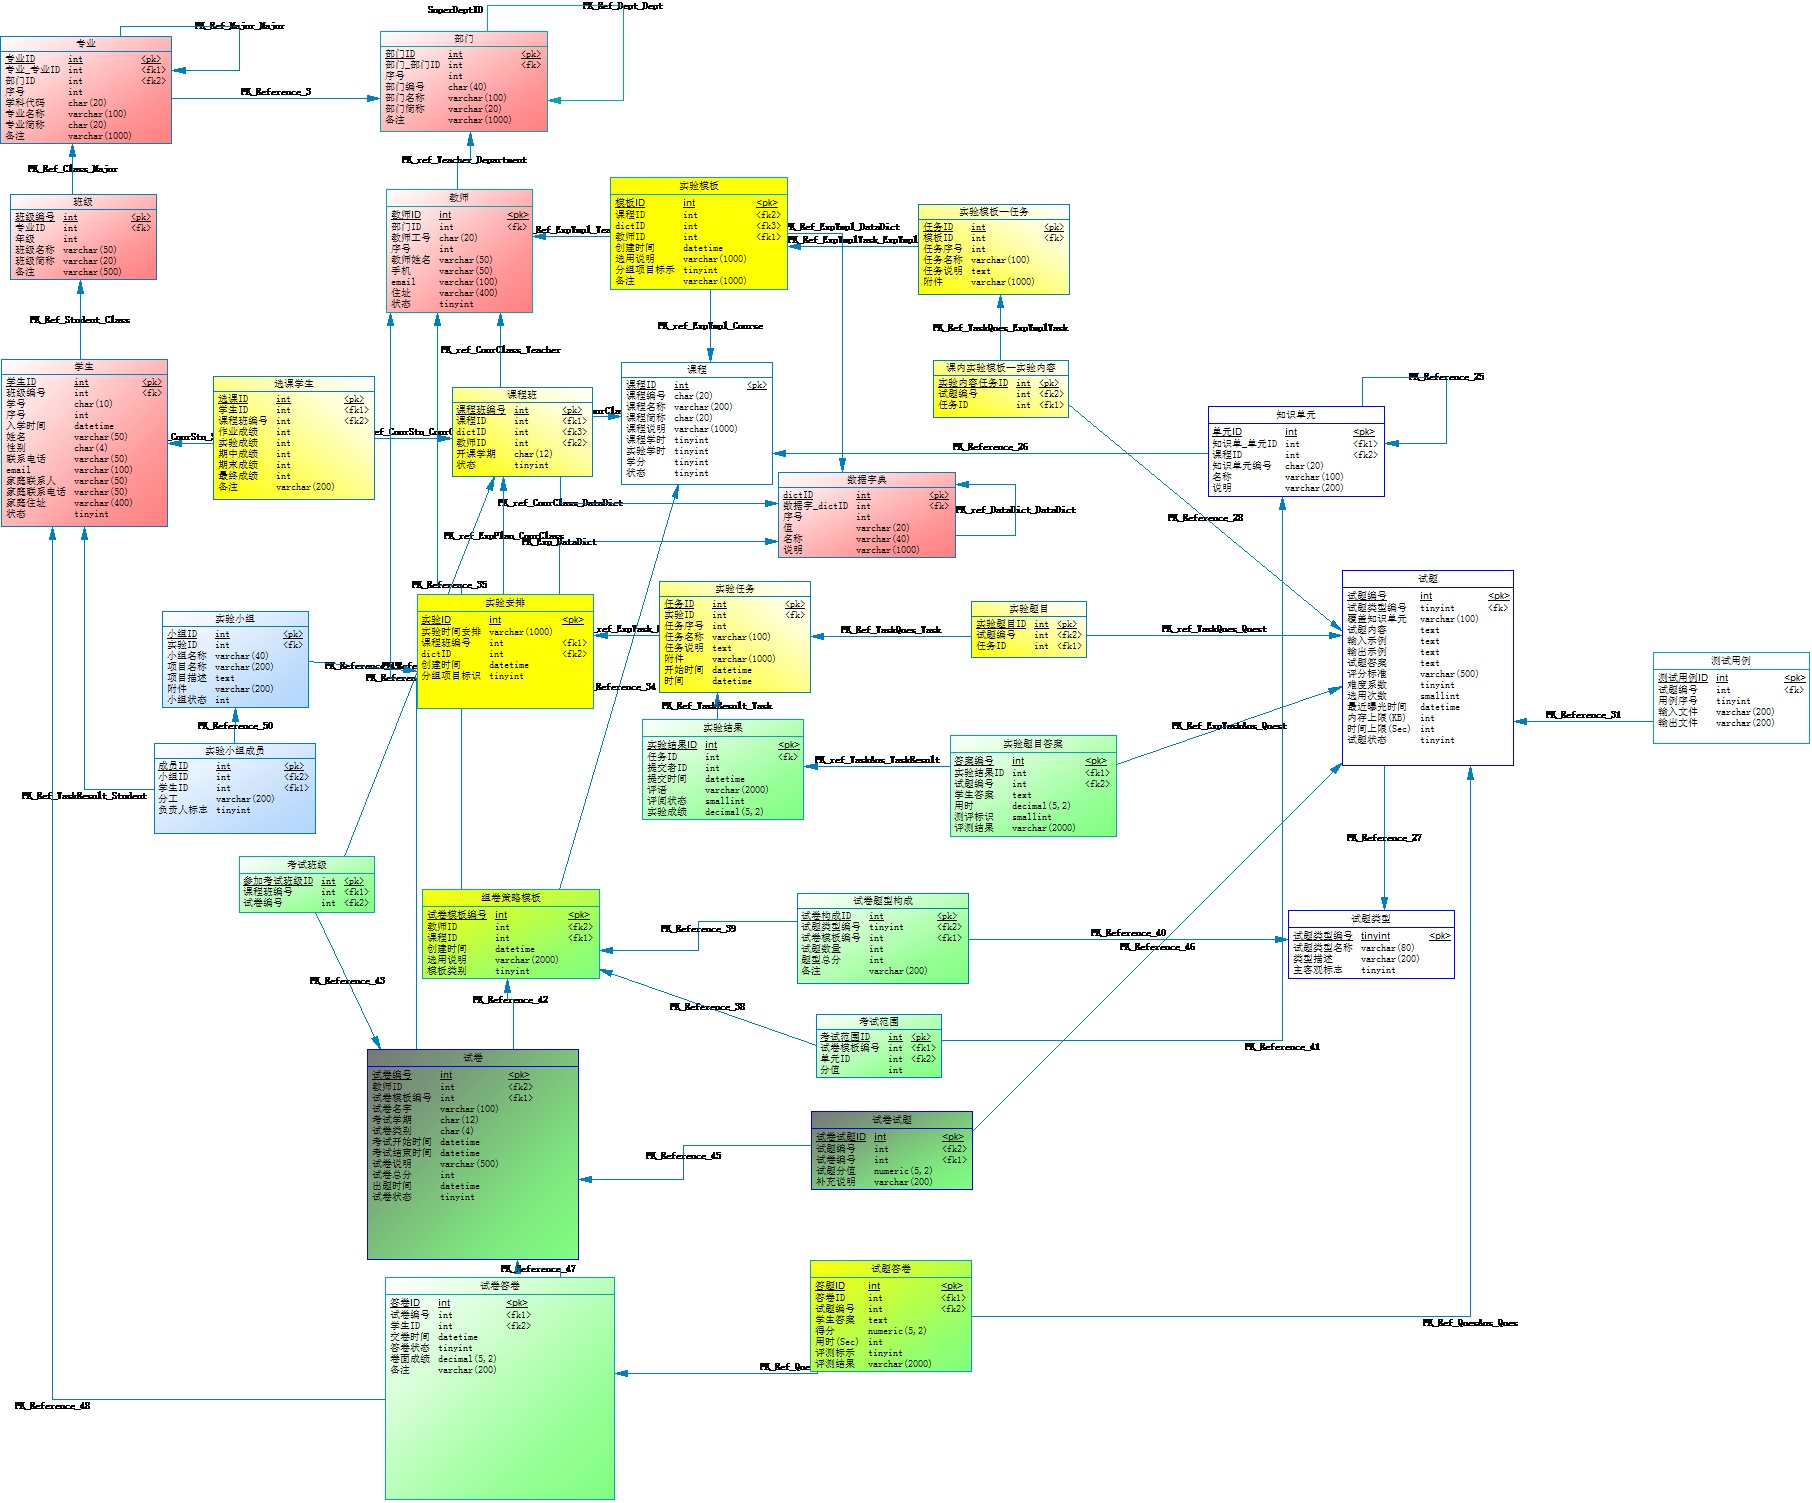 SuperDeptID
FK_Ref_Dept_Dept
FK_Ref_Major_Major
专业
专业ID int <pk>
专业_专业ID int <fk1>
部门ID int <fk2>
序号 int
学科代码 char(20)
专业名称 varchar(100)
专业简称 char(20)
备注 varchar(1000)
FK_Reference_3
部门
部门ID int <pk>
部门_部门ID int <fk>
序号 int
部门编号 char(40)
部门名称 varchar(100)
部门简称 varchar(20)
备注 varchar(1000)
FK_Ref_Class_Major
FK_ref_Teacher_Department
班级
班级编号 int <pk>
专业ID int <fk>
年级 int
班级名称 varchar(50)
班级简称 varchar(20)
备注 varchar(500)
教师
教师ID int <pk>
部门ID int <fk>
教师工号 char(20)
序号 int
教师姓名 varchar(50)
手机 varchar(50)
email varchar(100)
住址 varchar(400)
状态 tinyint
_Ref_ExpImpl_Tea
实验模板
模板ID int <pk>
课程ID int <fk2>
dictID int <fk3>
教师ID int <fk1>
创建时间 datetime
选用说明 varchar(1000)
分组项目标示 tinyint
备注 varchar(1000)
FK_Ref_ExpImpl_DataDict
FK_Ref_ExpImplTask_ExpImpl
实验模板—任务
任务ID int <pk>
模板ID int <fk>
任务序号 int
任务名称 varchar(100)
任务说明 text
附件 varchar(1000)
FK_Ref_Student_Class
FK_ref_CourClass_Teacher
FK_ref_ExpImpl_Course
FK_Ref_TaskQues_ExpImplTask
学生
学生ID int <pk>
班级编号 int <fk>
学号 char(10)
序号 int
入学时间 datetime
姓名 varchar(50)
性别 char(4)
联系电话 varchar(50)
email varchar(100)
家庭联系人 varchar(50)
家庭联系电话 varchar(50)
家庭住址 varchar(400)
状态 tinyint
_CourStn_
选课学生
选课ID int <pk>
学生ID int <fk1>
课程班编号 int <fk2>
作业成绩 int
实验成绩 int
期中成绩 int
期末成绩 int
最终成绩 int
备注 varchar(200)
ef_CourStn_Cour
课程班
课程班编号 int <pk>
课程ID int <fk1>
dictID int <fk3>
教师ID int <fk2>
开课学期 char(12)
状态 tinyint
ourCl
课程
课程ID int <pk>
课程编号 char(20)
课程名称 varchar(200)
课程简称 char(20)
课程说明 varchar(1000)
课程学时 tinyint
实验学时 tinyint
学分 tinyint
状态 tinyint
课内实验模板—实验内容
实验内容任务ID int <pk>
试题编号 int <fk2>
任务ID int <fk1>
FK_Reference_25
知识单元
单元ID int <pk>
知识单_单元ID int <fk1>
课程ID int <fk2>
知识单元编号 char(20)
名称 varchar(100)
说明 varchar(200)
FK_Reference_26
数据字典
dictID int <pk>
数据字_dictID int <fk>
序号 int
值 varchar(20)
名称 varchar(40)
说明 varchar(1000)
FK_ref_CourClass_DataDict
FK_ref_DataDict_DataDict
FK_Reference_28
FK_ref_ExpPlan_CourClass
FK_Exp_DataDict
FK_Reference_35
实验小组
小组ID int <pk>
实验ID int <fk>
小组名称 varchar(40)
项目名称 varchar(200)
项目描述 text
附件 varchar(200)
小组状态 int
实验安排
实验ID int <pk>
实验时间安排 varchar(1000)
课程班编号 int <fk1>
dictID int <fk2>
创建时间 datetime
分组项目标识 tinyint
_ref_ExpTask_
实验任务
任务ID int <pk>
实验ID int <fk>
任务序号 int
任务名称 varchar(100)
任务说明 text
附件 varchar(1000)
开始时间 datetime
时间 datetime
FK_Ref_TaskQues_Task
实验题目
实验题目ID int <pk>
试题编号 int <fk2>
任务ID int <fk1>
FK_ref_TaskQues_Quest
试题
试题编号 int <pk>
试题类型编号 tinyint <fk>
覆盖知识单元 varchar(100)
试题内容 text
输入示例 text
输出示例 text
试题答案 text
评分标准 varchar(500)
难度系数 tinyint
选用次数 smallint
最近曝光时间 datetime
内存上限(KB) int
时间上限(Sec) int
试题状态 tinyint
测试用例
测试用例ID int <pk>
试题编号 int <fk>
用例序号 tinyint
输入文件 varchar(200)
输出文件 varchar(200)
FK_Reference_31
_Reference_34
FK_Ref_TaskResult_Task
FK_Reference_50
实验小组成员
成员ID int <pk>
小组ID int <fk2>
学生ID int <fk1>
分工 varchar(200)
负责人标志 tinyint
FK_Ref_TaskResult_Student
实验结果
实验结果ID int <pk>
任务ID int <fk>
提交者ID int
提交时间 datetime
评语 varchar(2000)
评阅状态 smallint
实验成绩 decimal(5,2)
FK_ref_TaskAns_TaskResult
实验题目答案
答案编号 int <pk>
实验结果ID int <fk1>
试题编号 int <fk2>
学生答案 text
用时 decimal(5,2)
测评标识 smallint
评测结果 varchar(2000)
FK_Ref_ExpTaskAns_Quest
FK_Reference_27
考试班级
参加考试班级ID int <pk>
课程班编号 int <fk1>
试卷编号 int <fk2>
组卷策略模板
试卷模板编号 int <pk>
教师ID int <fk2>
课程ID int <fk1>
创建时间 datetime
选用说明 varchar(2000)
模板类别 tinyint
FK_Reference_39
试卷题型构成
试卷构成ID int <pk>
试题类型编号 tinyint <fk2>
试卷模板编号 int <fk1>
试题数量 int
题型总分 int
备注 varchar(200)
FK_Reference_40
FK_Reference_46
试题类型
试题类型编号 tinyint <pk>
试题类型名称 varchar(80)
类型描述 varchar(200)
主客观标志 tinyint
FK_Reference_43
FK_Reference_42
FK_Reference_38
考试范围
考试范围ID int <pk>
试卷模板编号 int <fk1>
单元ID int <fk2>
分值 int
FK_Reference_41
试卷
试卷编号 int <pk>
教师ID int <fk2>
试卷模板编号 int <fk1>
试卷名字 varchar(100)
考试学期 char(12)
试卷类别 char(4)
考试开始时间 datetime
考试结束时间 datetime
试卷说明 varchar(500)
试卷总分 int
出题时间 datetime
试卷状态 tinyint
FK_Reference_45
试卷试题
试卷试题ID int <pk>
试题编号 int <fk2>
试卷编号 int <fk1>
试题分值 numeric(5,2)
补充说明 varchar(200)
FK_Reference_47
试卷答卷
答卷ID int <pk>
试卷编号 int <fk1>
学生ID int <fk2>
交卷时间 datetime
答卷状态 tinyint
卷面成绩 decimal(5,2)
备注 varchar(200)
FK_Ref_Que
试题答卷
答题ID int <pk>
答卷ID int <fk1>
试题编号 int <fk2>
学生答案 text
得分 numeric(5,2)
用时(Sec) int
评测标示 tinyint
评测结果 varchar(2000)
FK_Ref_QuesAns_Ques
FK_Reference_48